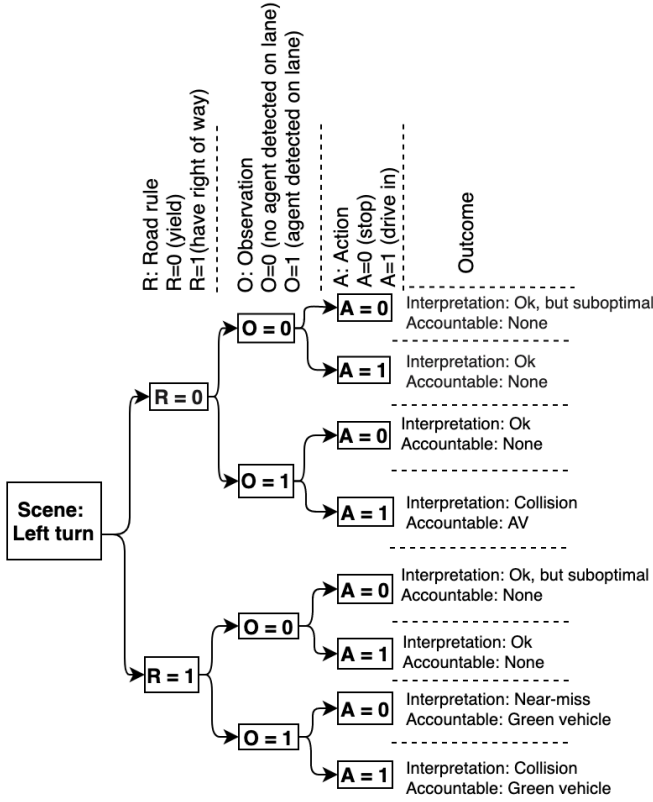 R: Road rule
R=0 (yield)
R=1(have right of way)
O: Observation
O=0 (no agent detected on lane)
O=1 (agent detected on lane)
A: Action
A=0 (stop)
A=1 (drive in)
Outcome
Scene:
Left turn
R = 0
O = 0
A = 0
Interpretation: Ok, but suboptimal
Accountable: None
A = 1
Interpretation: Ok
Accountable: None
O = 1
A = 0
Interpretation: Ok
Accountable: None
A = 1
Interpretation: Collision
Accountable: AV
R = 1
O = 0
A = 0
Interpretation: Ok, but suboptimal
Accountable: None
A = 1
Interpretation: Ok
Accountable: None
O = 1
A = 0
Interpretation: Near-miss
Accountable: Green vehicle
A = 1
Interpretation: Collision
Accountable: Green vehicle